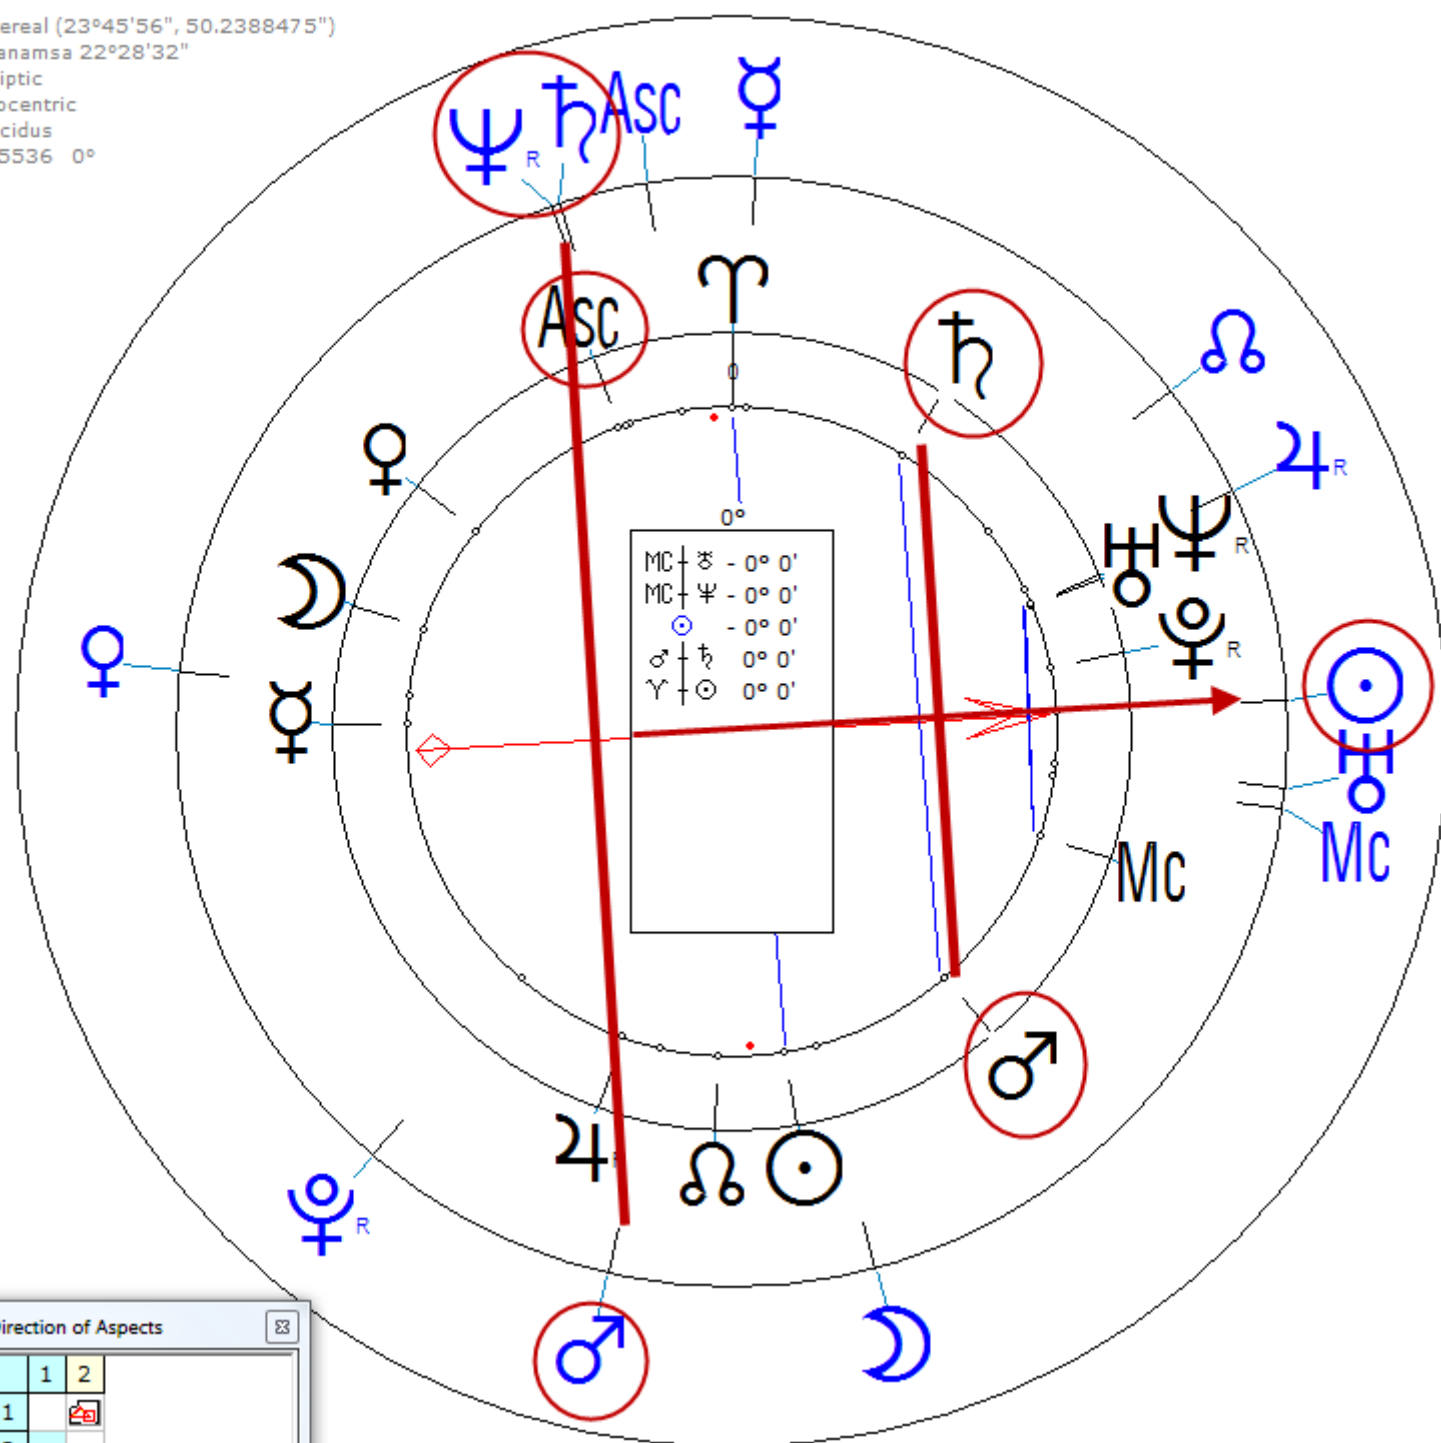 ereal (23°45'56", 50.2388475")
anamsa 22°28'32"
iptic
ocentric
cidus
5536 0°
♆ R ♄ Asc ☿
Asc ♈ ♄ ☊
0
♀ ♃ R
0°
MC ┼ ⛢ - 0° 0'
MC ┼ ♆ - 0° 0'
☉ - 0° 0'
♂ ┼ ♄ 0° 0'
♈ ┼ ☉ 0° 0'
♅ ♆ R
☽ ♇ R
♀ ☿ ☉
♅
Mc Mc
♂
♃ ☊ ☉
♇ R
♂ ☽
irection of Aspects
1 2
1